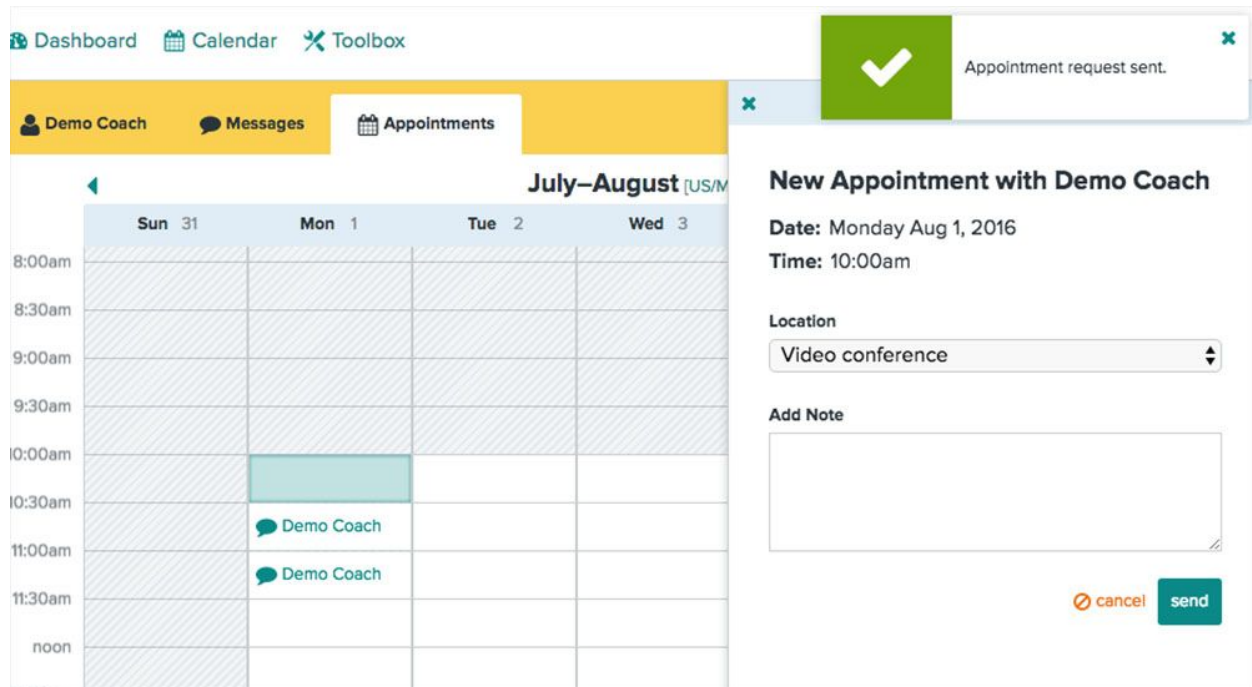 Dashboard Calendar Toolbox
Appointment request sent.
Demo Coach Messages Appointments
July–August [US/M
Sun 31 Mon 1 Tue 2 Wed 3
8:00am
8:30am
9:00am
9:30am
10:00am
10:30am
Demo Coach
11:00am
Demo Coach
11:30am
noon
New Appointment with Demo Coach
Date: Monday Aug 1, 2016
Time: 10:00am
Location
Video conference
Add Note
cancel send